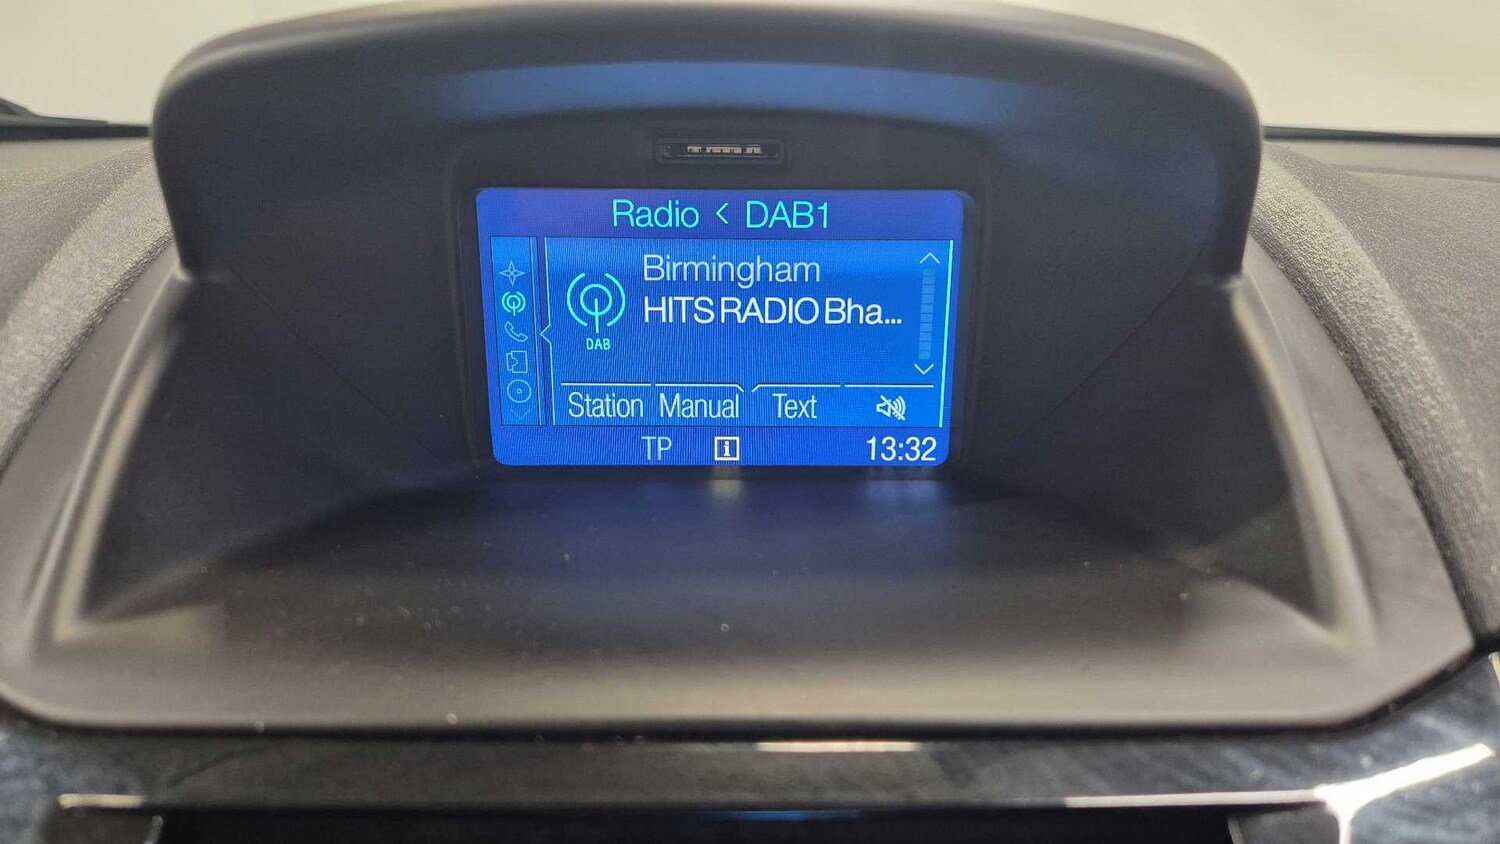 Radio < DAB1
Birmingham
HITS RADIO Bha...
DAB
Station Manual Text
TP i 13:32